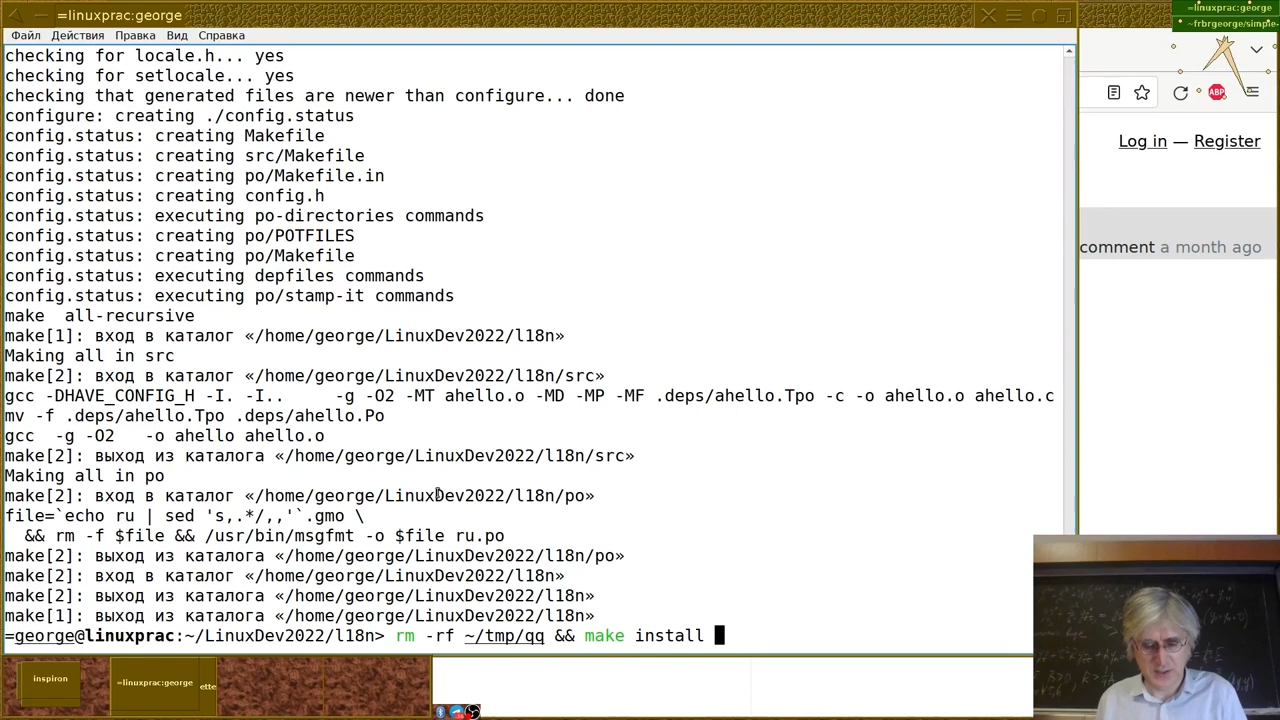 =linuxprac:george
=linuxprac:george
~frbrgeorge/simple-
Файл Действия Правка Вид Справка
checking for locale.h... yes
checking for setlocale... yes
checking that generated files are newer than configure... done
configure: creating ./config.status
config.status: creating Makefile
config.status: creating src/Makefile
config.status: creating po/Makefile.in
config.status: creating config.h
config.status: executing po-directories commands
config.status: creating po/POTFILES
config.status: creating po/Makefile
config.status: executing depfiles commands
config.status: executing po/stamp-it commands
make  all-recursive
make[1]: вход в каталог «/home/george/LinuxDev2022/l18n»
Making all in src
make[2]: вход в каталог «/home/george/LinuxDev2022/l18n/src»
gcc -DHAVE_CONFIG_H -I. -I..     -g -O2 -MT ahello.o -MD -MP -MF .deps/ahello.Tpo -c -o ahello.o ahello.c
mv -f .deps/ahello.Tpo .deps/ahello.Po
gcc  -g -O2   -o ahello ahello.o
make[2]: выход из каталога «/home/george/LinuxDev2022/l18n/src»
Making all in po
make[2]: вход в каталог «/home/george/LinuxDev2022/l18n/po»
file=`echo ru | sed 's,.*/,,'`.gmo \
  && rm -f $file && /usr/bin/msgfmt -o $file ru.po
make[2]: выход из каталога «/home/george/LinuxDev2022/l18n/po»
make[2]: вход в каталог «/home/george/LinuxDev2022/l18n»
make[2]: выход из каталога «/home/george/LinuxDev2022/l18n»
make[1]: выход из каталога «/home/george/LinuxDev2022/l18n»
=george@linuxprac:~/LinuxDev2022/l18n> rm -rf ~/tmp/qq && make install
ABP
Log in — Register
comment a month ago
inspiron
=linuxprac:george
ette